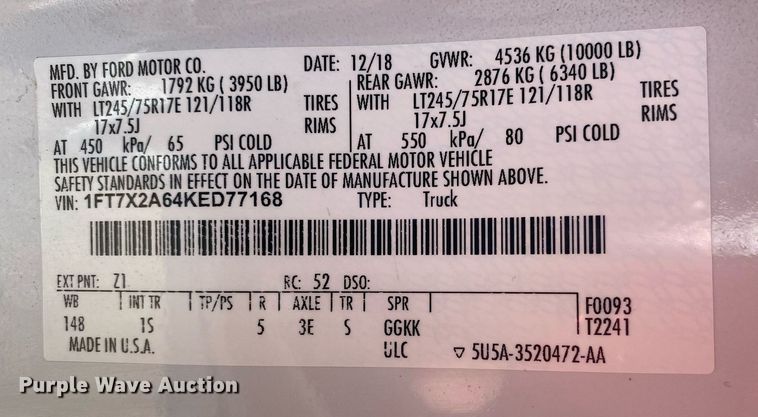 MFD. BY FORD MOTOR CO. DATE: 12/18 GVWR: 4536 KG (10000 LB)
FRONT GAWR: 1792 KG ( 3950 LB) REAR GAWR: 2876 KG ( 6340 LB)
WITH LT245/75R17E 121/118R TIRES WITH LT245/75R17E 121/118R TIRES
17x7.5J RIMS 17x7.5J RIMS
AT 450 kPa/ 65 PSI COLD AT 550 kPa/ 80 PSI COLD
THIS VEHICLE CONFORMS TO ALL APPLICABLE FEDERAL MOTOR VEHICLE
SAFETY STANDARDS IN EFFECT ON THE DATE OF MANUFACTURE SHOWN ABOVE.
VIN: 1FT7X2A64KED77168 TYPE: Truck
EXT PNT: Z1 RC: 52 DSO:
WB INT TR TP/PS R AXLE TR SPR F0093
148 1S 5 3E S GGKK T2241
MADE IN U.S.A. ULC ▽ 5U5A-3520472-AA
Purple Wave Auction